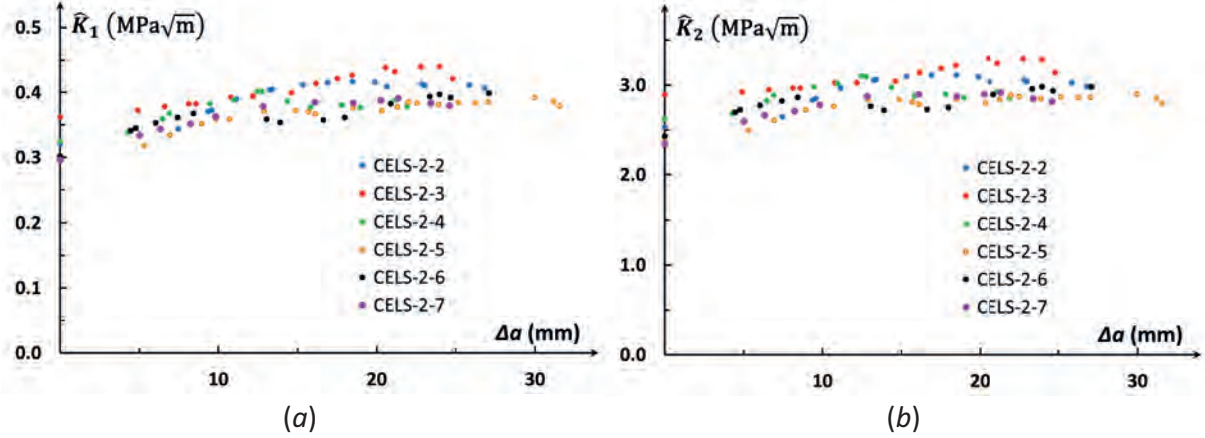 K̂₁ (MPa√m)
0.5
0.4
0.3
0.2
0.1
0.0
0
10
20
30
Δa (mm)
CELS-2-2
CELS-2-3
CELS-2-4
CELS-2-5
CELS-2-6
CELS-2-7
(a)
K̂₂ (MPa√m)
3.0
2.0
1.0
0.0
0
10
20
30
Δa (mm)
CELS-2-2
CELS-2-3
CELS-2-4
CELS-2-5
CELS-2-6
CELS-2-7
(b)